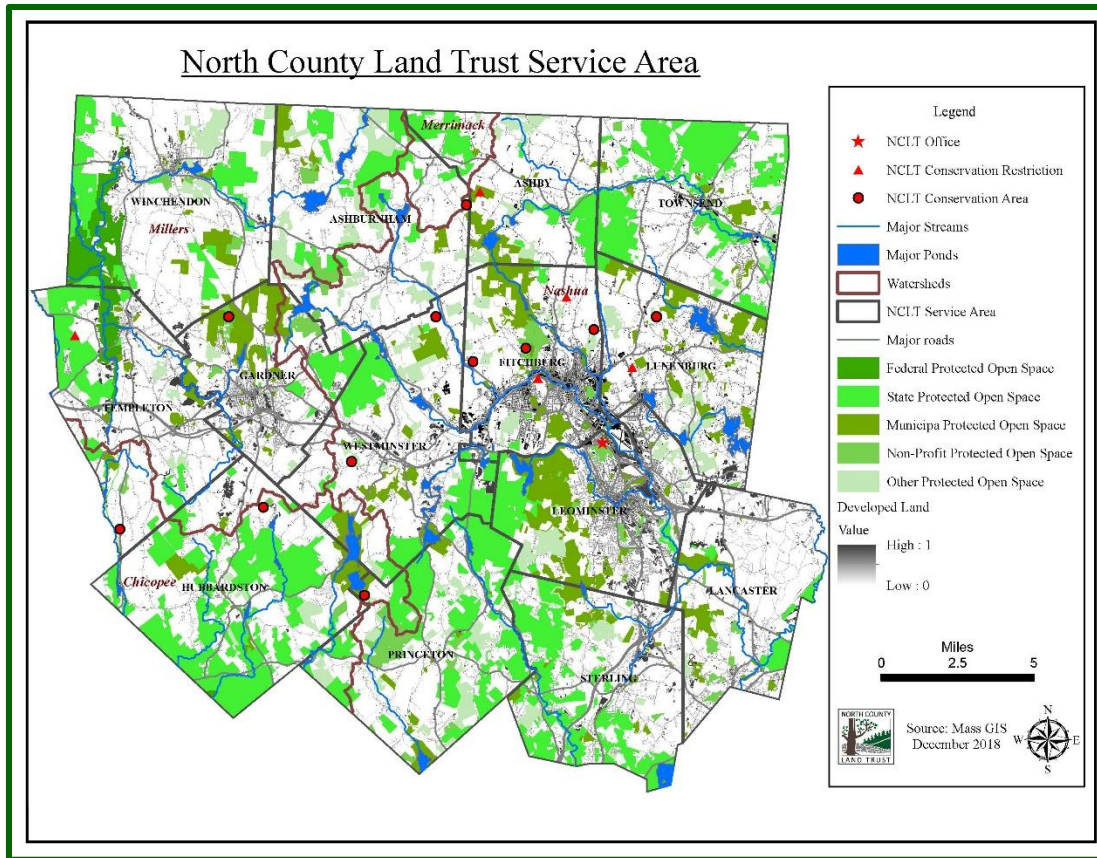 North County Land Trust Service Area
Merrimack
ASHBY
WINCHENDON
ASHBURNHAM
TOWNSEND
Millers
Nashua
FITCHBERG
LUNENBURG
GARDNER
TEMPLETON
WESTMINSTER
LEOMINSTER
Chicopee
HUBBARDSTON
LANCASTER
PRINCETON
STERLING
Legend
NCLT Office
NCLT Conservation Restriction
NCLT Conservation Area
Major Streams
Major Ponds
Watersheds
NCLT Service Area
Major roads
Federal Protected Open Space
State Protected Open Space
Municipa Protected Open Space
Non-Profit Protected Open Space
Other Protected Open Space
Developed Land
Value
High : 1
Low : 0
Miles
0 2.5 5
NORTH COUNTY
LAND TRUST
Source: Mass GIS
December 2018
N
W E
S